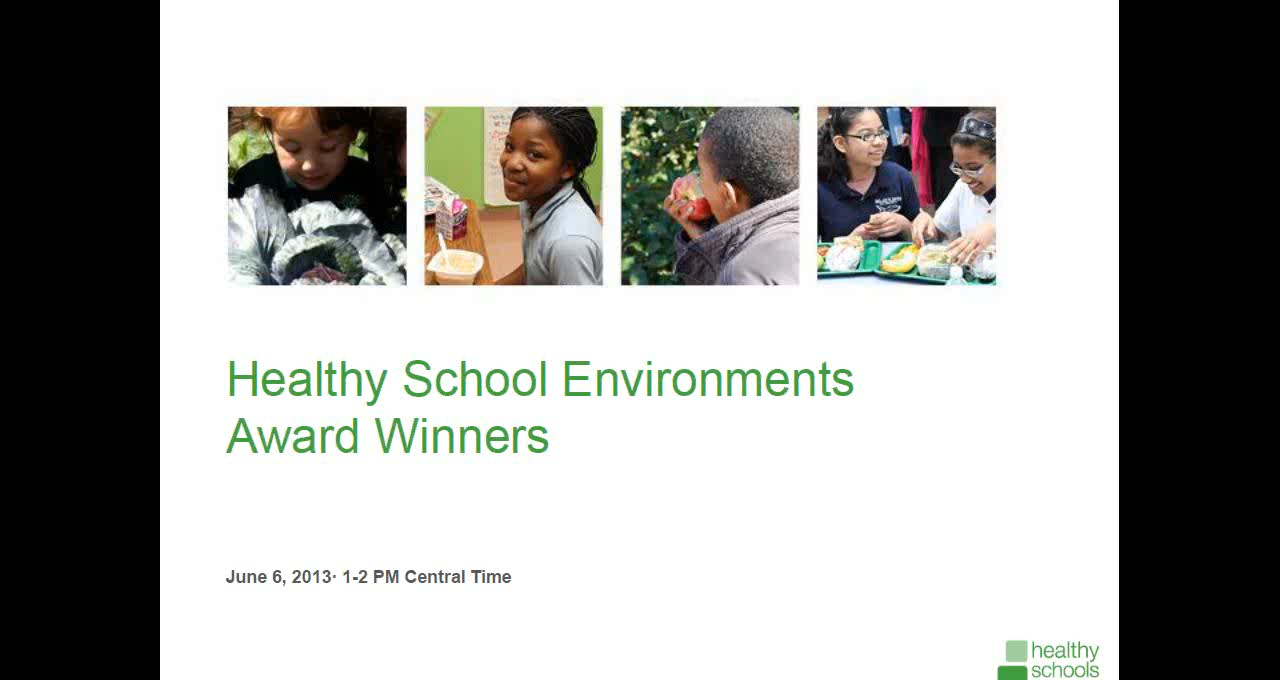 Healthy School Environments
Award Winners
June 6, 2013· 1-2 PM Central Time
healthy
schools